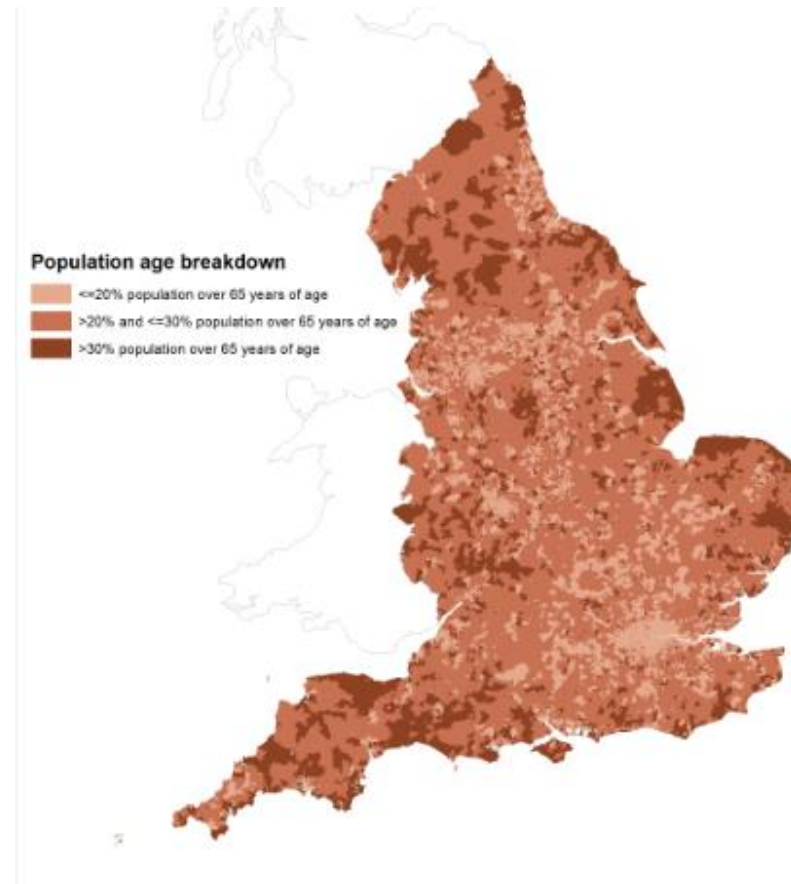 Population age breakdown
<=20% population over 65 years of age
>20% and <=30% population over 65 years of age
>30% population over 65 years of age